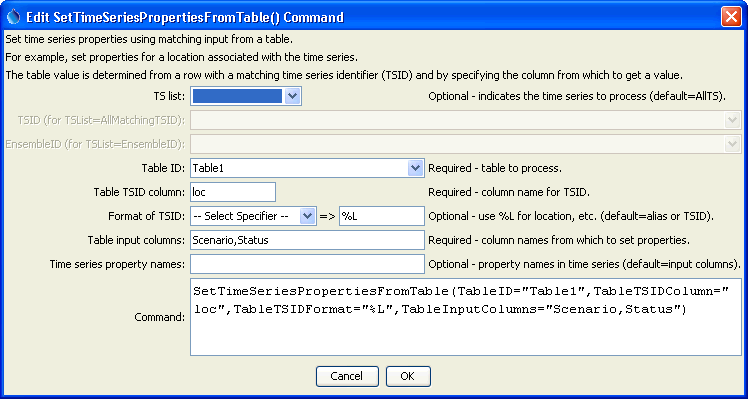 Edit SetTimeSeriesPropertiesFromTable() Command
Set time series properties using matching input from a table.
For example, set properties for a location associated with the time series.
The table value is determined from a row with a matching time series identifier (TSID) and by specifying the column from which to get a value.
TS list: Optional - indicates the time series to process (default=AllTS).
TSID (for TSList=AllMatchingTSID):
EnsembleID (for TSList=EnsembleID):
Table ID: Table1 Required - table to process.
Table TSID column: loc Required - column name for TSID.
Format of TSID: -- Select Specifier -- => %L Optional - use %L for location, etc. (default=alias or TSID).
Table input columns: Scenario,Status Required - column names from which to set properties.
Time series property names: Optional - property names in time series (default=input columns).
SetTimeSeriesPropertiesFromTable(TableID="Table1",TableTSIDColumn="
Command: loc",TableTSIDFormat="%L",TableInputColumns="Scenario,Status")
Cancel OK